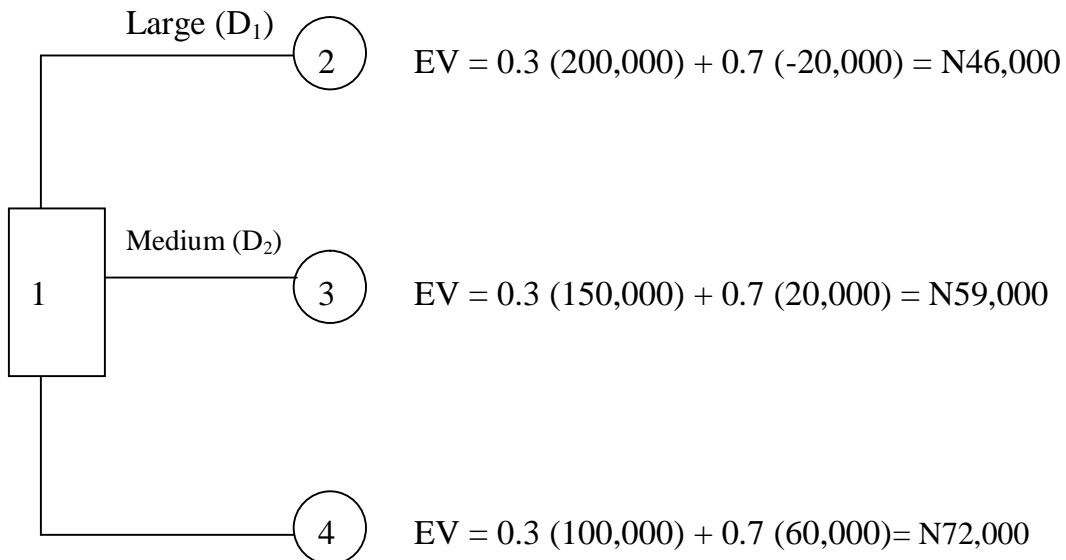 Large (D₁)
2 EV = 0.3 (200,000) + 0.7 (-20,000) = N46,000
Medium (D₂)
1 3 EV = 0.3 (150,000) + 0.7 (20,000) = N59,000
4 EV = 0.3 (100,000) + 0.7 (60,000)= N72,000